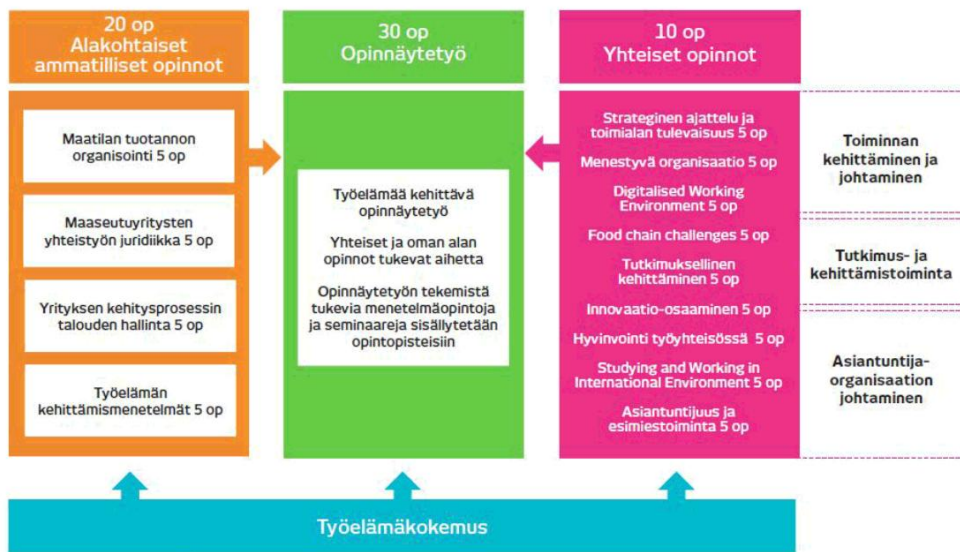 20 op
Alakohtaiset
ammatilliset opinnot
Maatilan tuotannon
organisointi 5 op
Maaseutuyritysten
yhteistyön juridiikka 5 op
Yrityksen kehitysprosessin
talouden hallinta 5 op
Työelämän
kehittämismenetelmät 5 op
30 op
Opinnäytetyö
Työelämää kehittävä
opinnäytetyö
Yhteiset ja oman alan
opinnot tukevat aihetta
Opinnäytetyön tekemistä
tukevia menetelmäopintoja
ja seminaareja sisällytetään
opintopisteisiin
10 op
Yhteiset opinnot
Strateginen ajattelu ja
toimialan tulevaisuus 5 op
Menestyvä organisaatio 5 op
Digitalised Working
Environment 5 op
Food chain challenges 5 op
Tutkimuksellinen
kehittäminen 5 op
Innovaatio-osaaminen 5 op
Hyvinvointi työyhteisössä 5 op
Studying and Working in
International Environment 5 op
Asiantuntijuus ja
esimiestoiminta 5 op
Toiminnan
kehittäminen ja
johtaminen
Tutkimus- ja
kehittämistoiminta
Asiantuntija-
organisaation
johtaminen
Työelämäkokemus